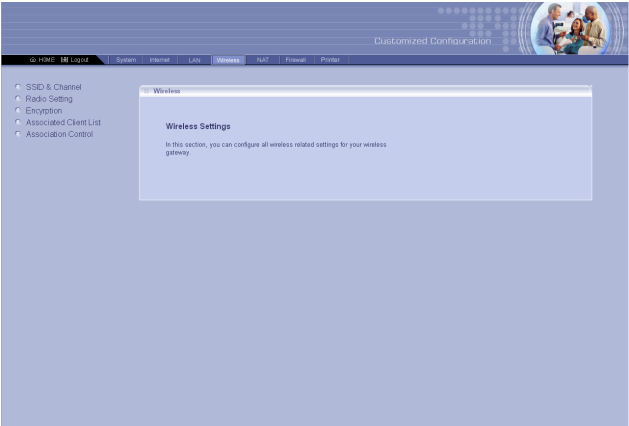 Customized Configuration
HOME Logout System Internet LAN Wireless NAT Firewall Printer
SSID & Channel
Radio Setting
Encyrption
Associated Client List
Association Control
Wireless
Wireless Settings
In this section, you can configure all wireless related settings for your wireless
gateway.